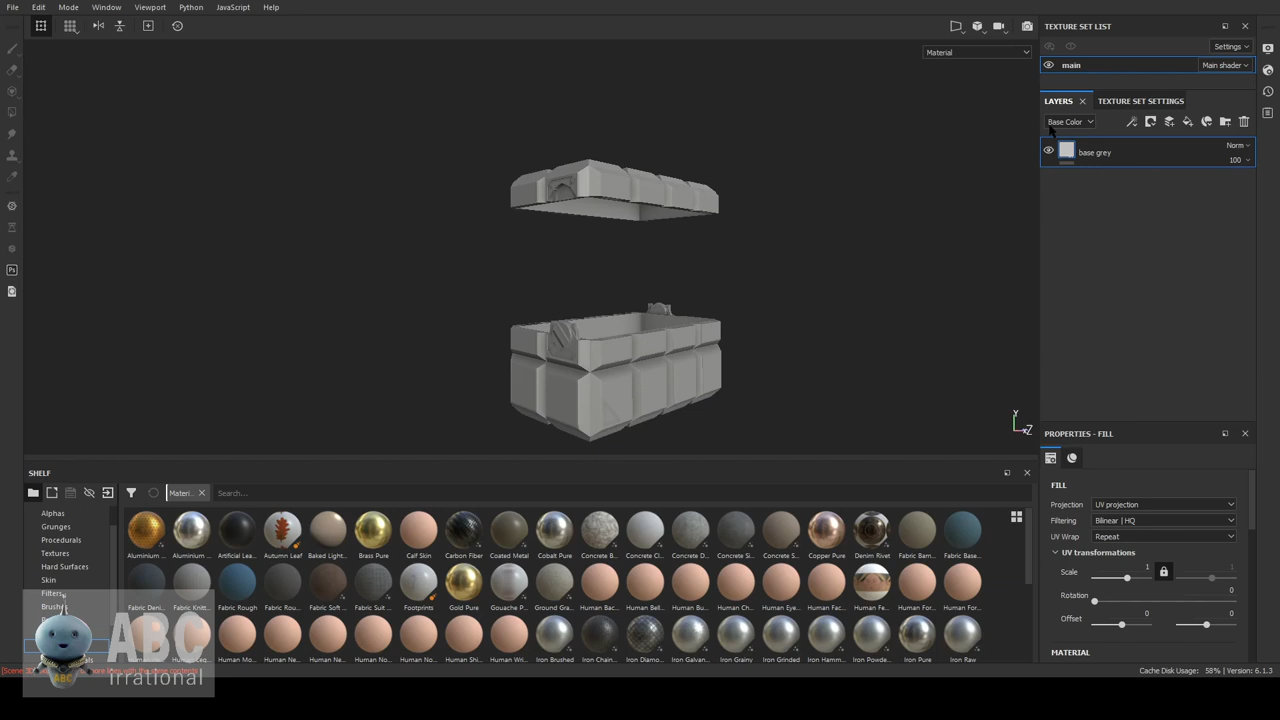 File Edit Mode Window Viewport Python JavaScript Help
TEXTURE SET LIST
Settings
Material
main
Main shader
LAYERS TEXTURE SET SETTINGS
Base Color
base grey
Norm
100
Y
Z
PROPERTIES - FILL
FILL
Projection UV projection
Filtering Bilinear | HQ
UV Wrap Repeat
UV transformations
Scale 1 1
Rotation 0
Offset 0 0
MATERIAL
SHELF
Materi... Search...
Alphas
Grunges
Procedurals
Textures
Hard Surfaces
Skin
Filters
Brushes
Aluminium ... Aluminium ... Artificial Lea... Autumn Leaf Baked Light... Brass Pure Calf Skin Carbon Fiber Coated Metal Cobalt Pure Concrete B... Concrete Cl... Concrete D... Concrete Si... Concrete S... Copper Pure Denim Rivet Fabric Bam... Fabric Base...
Fabric Deni... Fabric Knitt... Fabric Rough Fabric Rou... Fabric Soft ... Fabric Suit ... Footprints Gold Pure Gouache P... Ground Gra... Human Bac... Human Bel... Human Bu... Human Che... Human Eye... Human Fac... Human Fe... Human For... Human For...
Human Mo... Human Ne... Human Ne... Human No... Human No... Human Shi... Human Wri... Iron Brushed Iron Chain... Iron Diamo... Iron Galvan... Iron Grainy Iron Grinded Iron Hamm... Iron Powde... Iron Pure Iron Raw
ABC
ABC
irrational
Cache Disk Usage: 58% | Version: 6.1.3